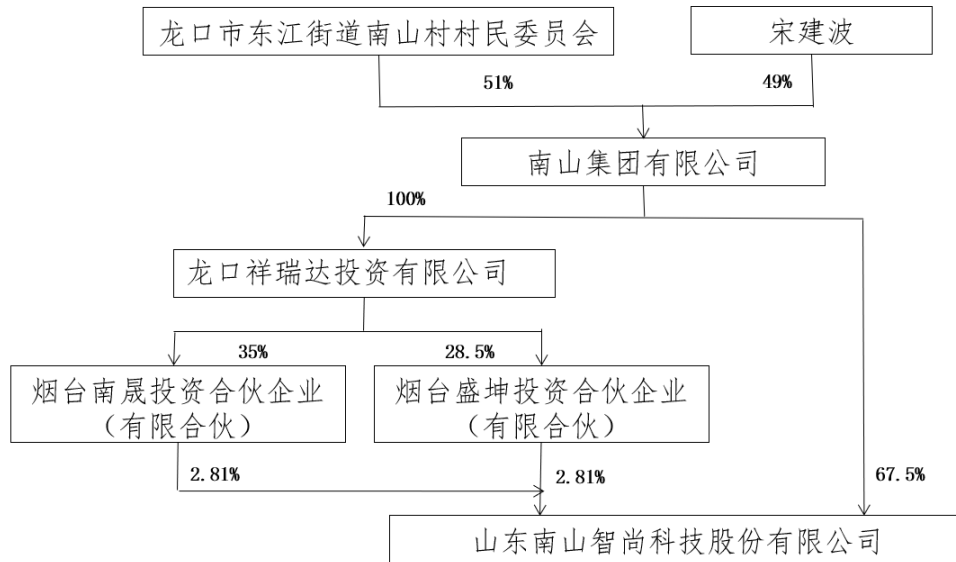 龙口市东江街道南山村村民委员会
宋建波
51%
49%
南山集团有限公司
100%
龙口祥瑞达投资有限公司
35%
28.5%
烟台南晟投资合伙企业
（有限合伙）
烟台盛坤投资合伙企业
（有限合伙）
2.81%
2.81%
67.5%
山东南山智尚科技股份有限公司